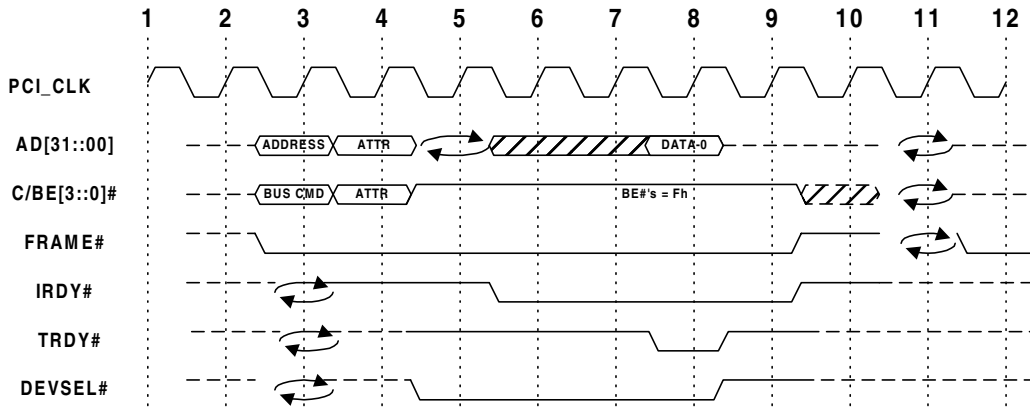 1 2 3 4 5 6 7 8 9 10 11 12
PCI_CLK
AD[31::00] ADDRESS ATTR DATA-0
C/BE[3::0]# BUS CMD ATTR BE#'s = Fh
FRAME#
IRDY#
TRDY#
DEVSEL#